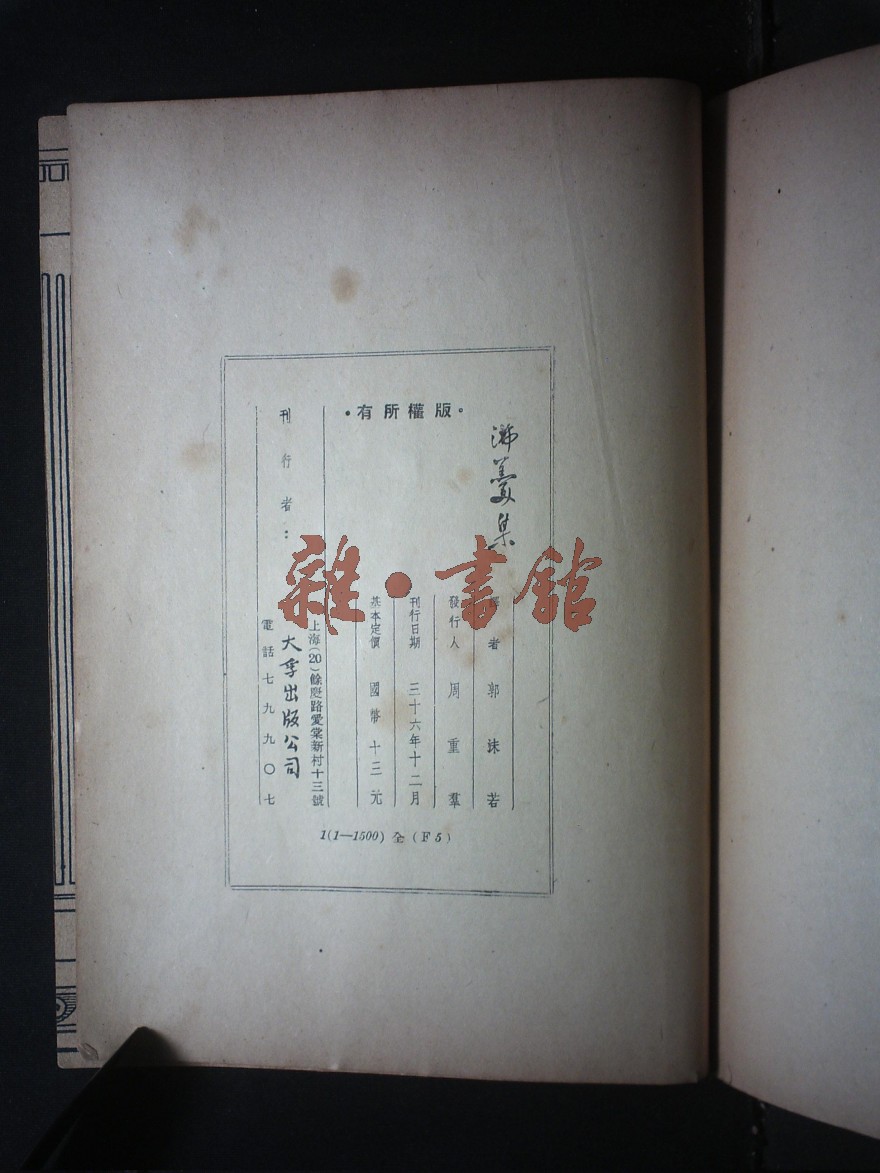 沸羹集
·版權所有·
者 郭沫若
發行人 周重羣
刊行日期 三十六年十二月
基本定價 國幣十三元
上海(20)餘慶路愛棠新村十三號
刊行者：大孚出版公司
電話七九九〇七
1(1—1500) 全 (F5)
雜·書館